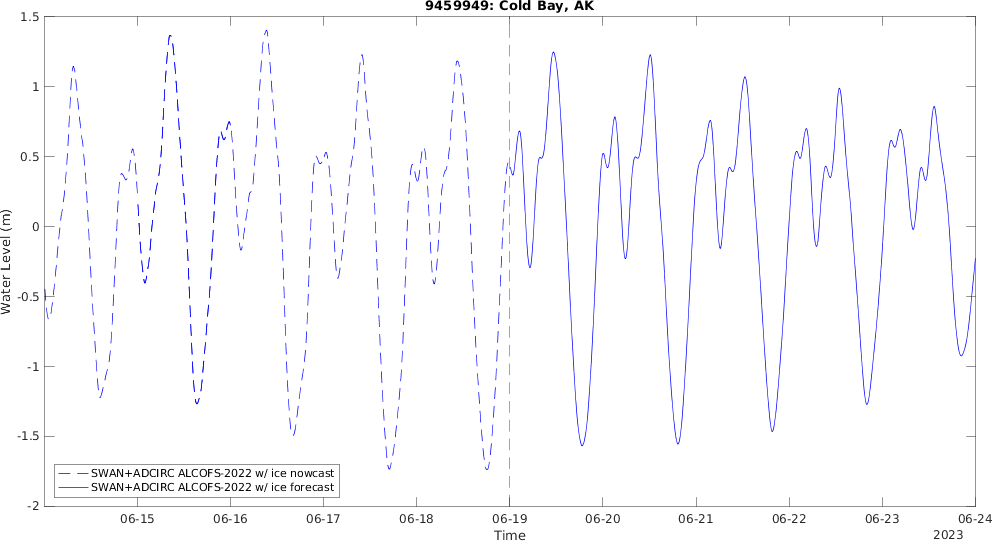 9459949: Cold Bay, AK
Water Level (m)
1.5
1
0.5
0
-0.5
-1
-1.5
-2
SWAN+ADCIRC ALCOFS-2022 w/ ice nowcast
SWAN+ADCIRC ALCOFS-2022 w/ ice forecast
06-15 06-16 06-17 06-18 06-19 06-20 06-21 06-22 06-23 06-24
Time
2023